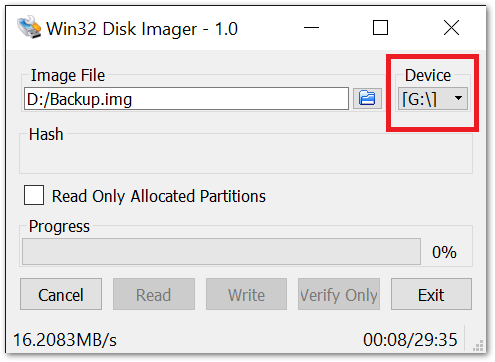 Win32 Disk Imager - 1.0
Image File
Device
D:/Backup.img
[G:\]
Hash
Read Only Allocated Partitions
Progress
0%
Cancel Read Write Verify Only Exit
16.2083MB/s 00:08/29:35